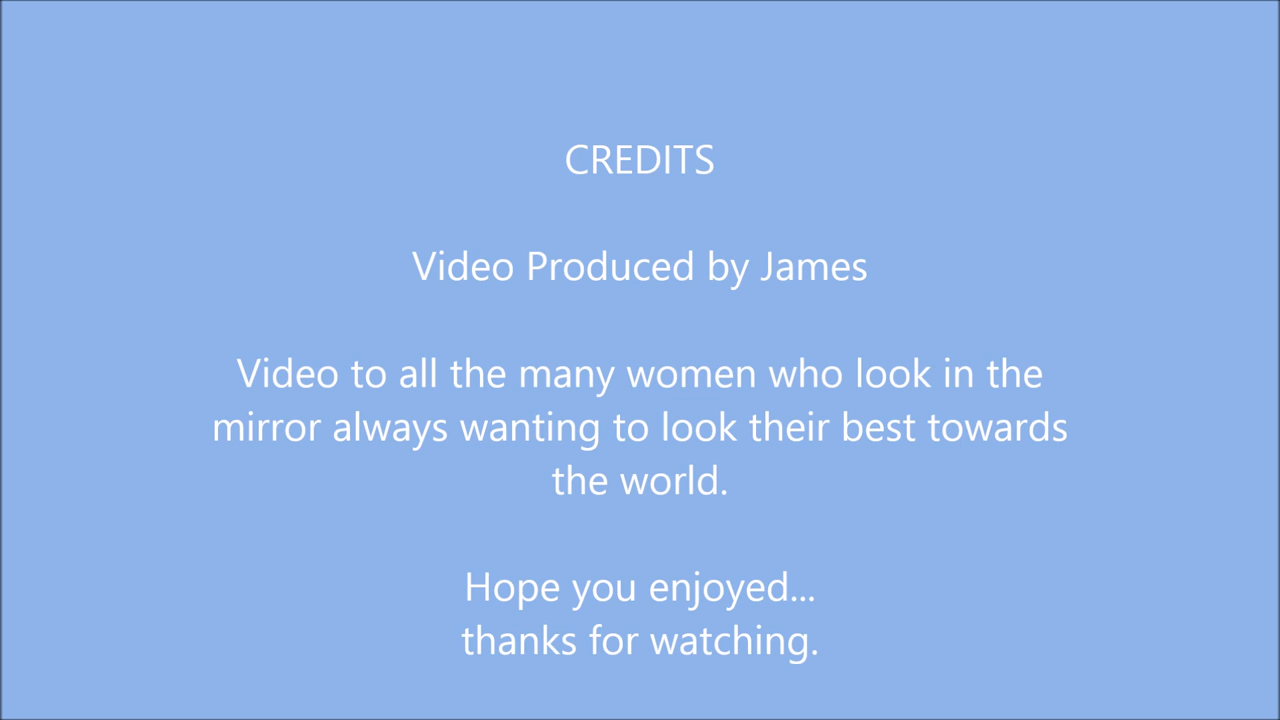 CREDITS
Video Produced by James
Video to all the many women who look in the
mirror always wanting to look their best towards
the world.
Hope you enjoyed...
thanks for watching.